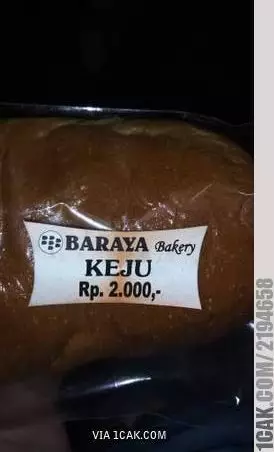 BARAYA Bakery
KEJU
Rp. 2.000,-
1CAK.COM/2194658
VIA 1CAK.COM